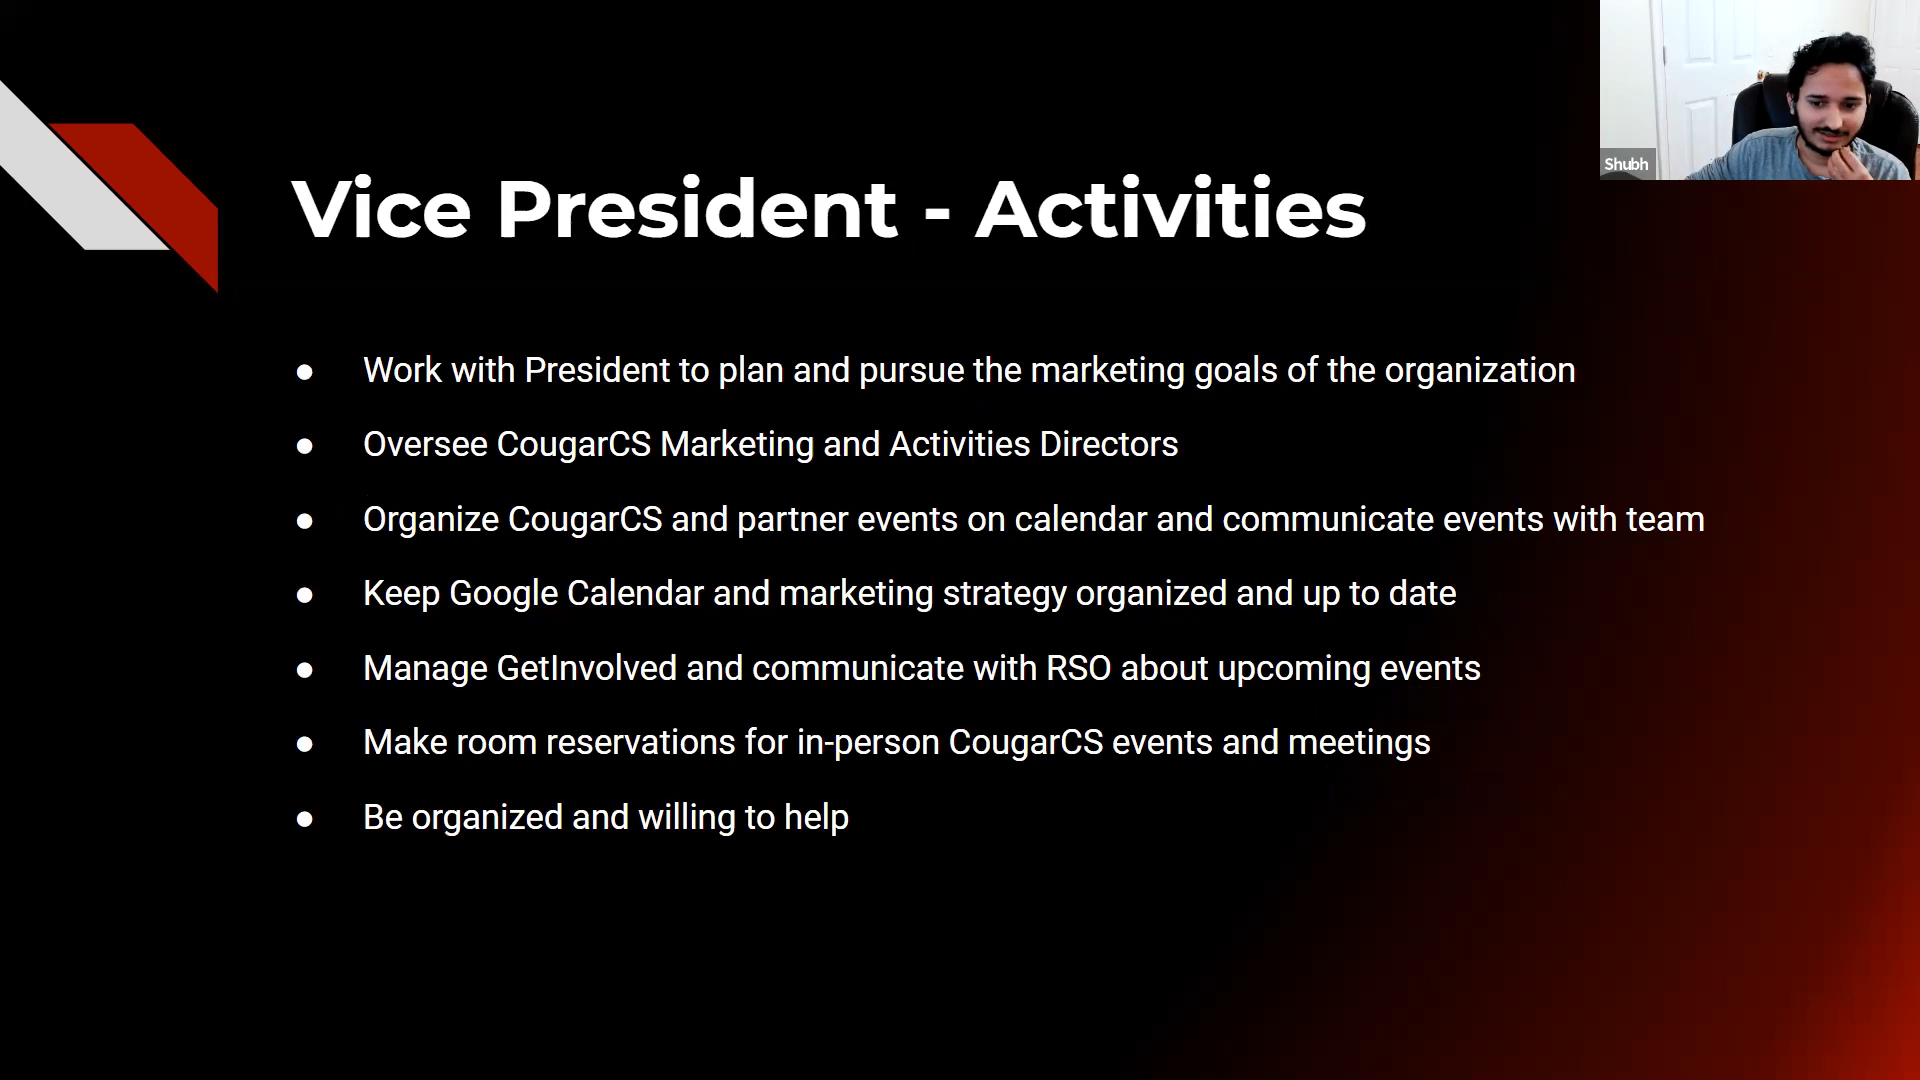 Shubh
Vice President - Activities
● Work with President to plan and pursue the marketing goals of the organization
● Oversee CougarCS Marketing and Activities Directors
● Organize CougarCS and partner events on calendar and communicate events with team
● Keep Google Calendar and marketing strategy organized and up to date
● Manage GetInvolved and communicate with RSO about upcoming events
● Make room reservations for in-person CougarCS events and meetings
● Be organized and willing to help